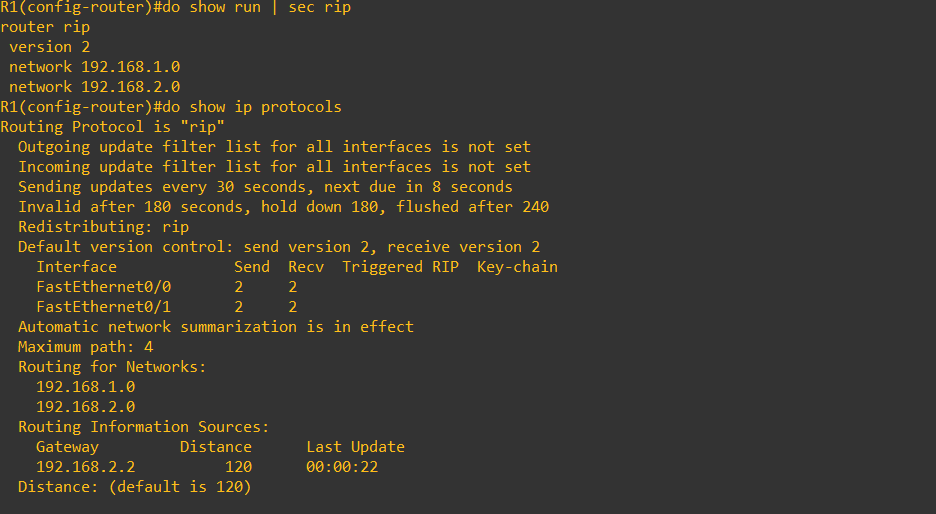 R1(config-router)#do show run | sec rip
router rip
 version 2
 network 192.168.1.0
 network 192.168.2.0
R1(config-router)#do show ip protocols
Routing Protocol is "rip"
  Outgoing update filter list for all interfaces is not set
  Incoming update filter list for all interfaces is not set
  Sending updates every 30 seconds, next due in 8 seconds
  Invalid after 180 seconds, hold down 180, flushed after 240
  Redistributing: rip
  Default version control: send version 2, receive version 2
    Interface             Send  Recv  Triggered RIP  Key-chain
    FastEthernet0/0       2     2
    FastEthernet0/1       2     2
  Automatic network summarization is in effect
  Maximum path: 4
  Routing for Networks:
    192.168.1.0
    192.168.2.0
  Routing Information Sources:
    Gateway         Distance      Last Update
    192.168.2.2          120      00:00:22
  Distance: (default is 120)